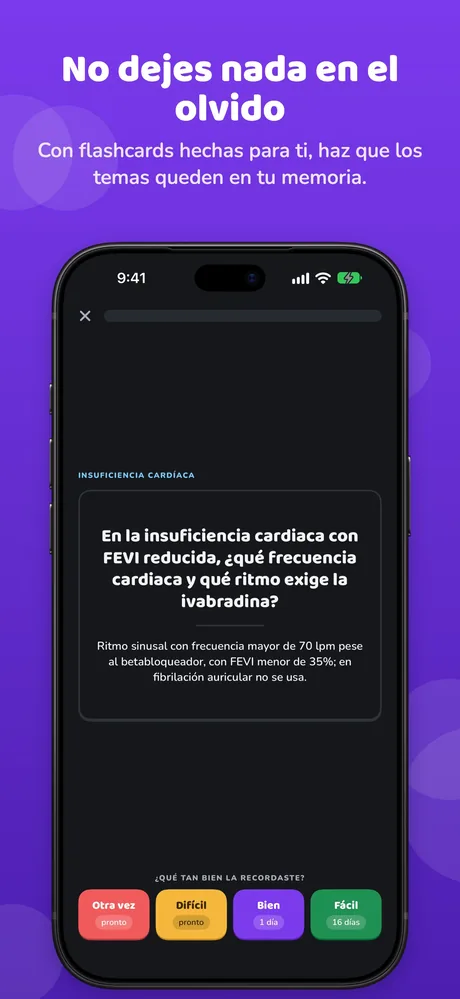 No dejes nada en el
olvido
Con flashcards hechas para ti, haz que los
temas queden en tu memoria.
9:41
INSUFICIENCIA CARDÍACA
En la insuficiencia cardiaca con
FEVI reducida, ¿qué frecuencia
cardiaca y qué ritmo exige la
ivabradina?
Ritmo sinusal con frecuencia mayor de 70 lpm pese
al betabloqueador, con FEVI menor de 35%; en
fibrilación auricular no se usa.
¿QUÉ TAN BIEN LA RECORDASTE?
Otra vez Difícil Bien Fácil
pronto pronto 1 día 16 días